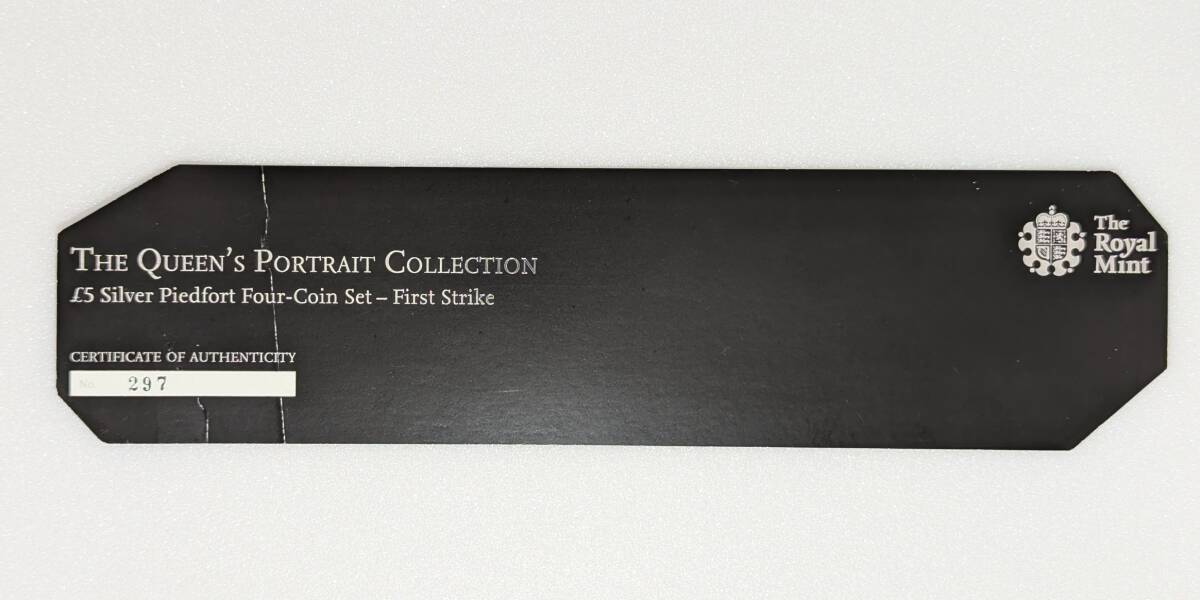 THE QUEEN'S PORTRAIT COLLECTION
£5 Silver Piedfort Four-Coin Set – First Strike
CERTIFICATE OF AUTHENTICITY
No. 297
The
Royal
Mint